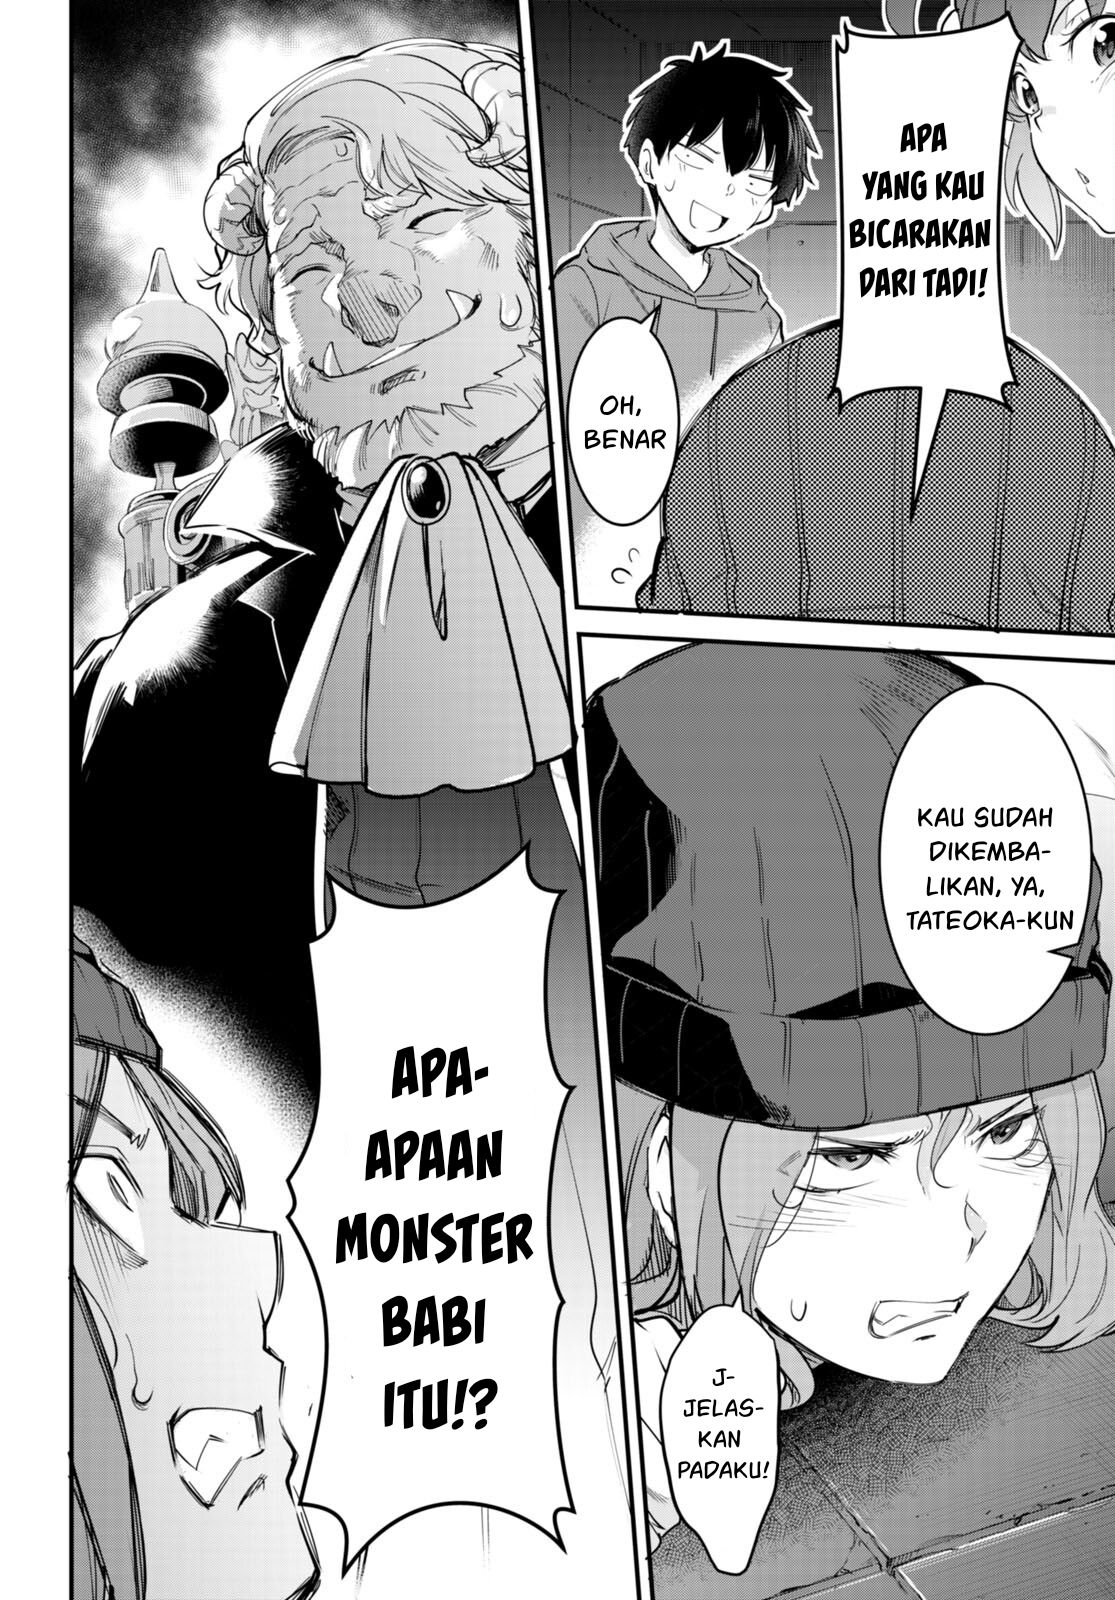 APA
YANG KAU
BICARAKAN
DARI TADI!
OH,
BENAR
KAU SUDAH
DIKEMBA-
LIKAN, YA,
TATEOKA-KUN
J-
JELAS-
KAN
PADAKU!
APA-
APAAN
MONSTER
BABI
ITU!?